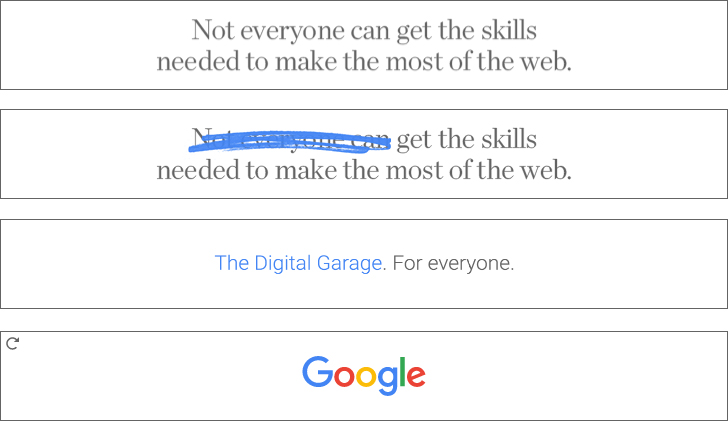 Not everyone can get the skills
needed to make the most of the web.
Not everyone can get the skills
needed to make the most of the web.
The Digital Garage. For everyone.
Google